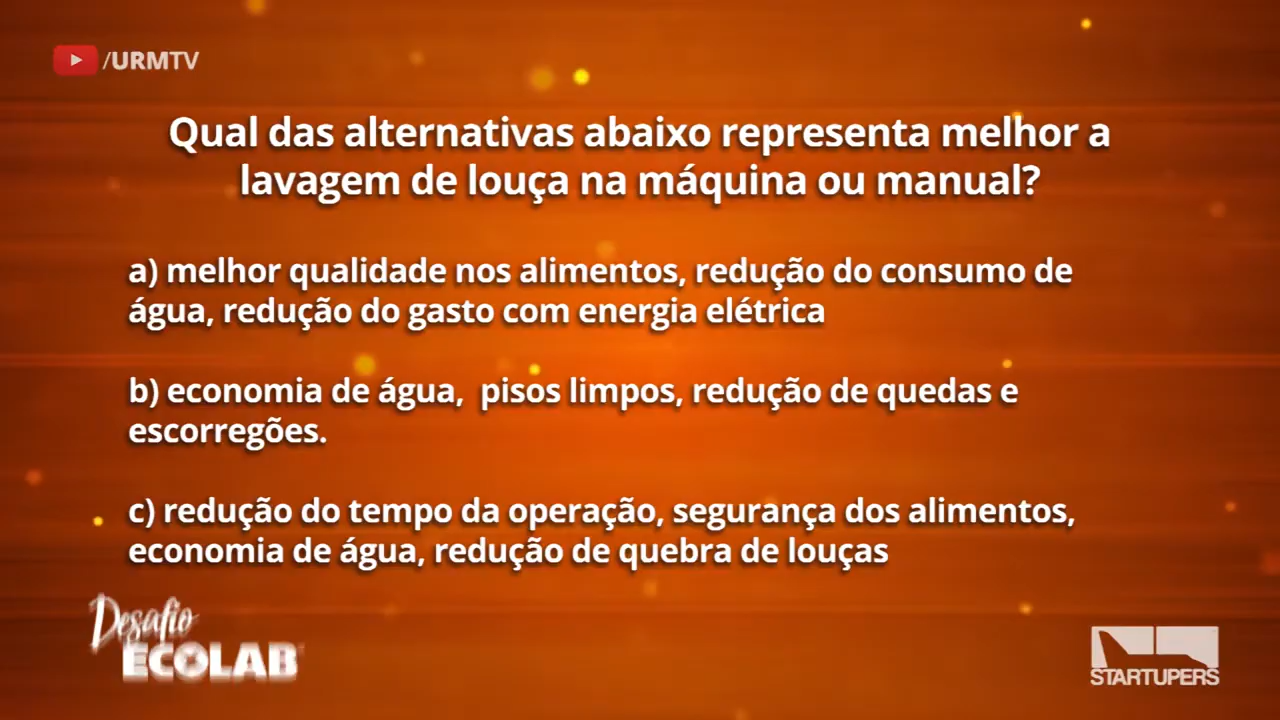 /URMTV
Qual das alternativas abaixo representa melhor a
lavagem de louça na máquina ou manual?
a) melhor qualidade nos alimentos, redução do consumo de
água, redução do gasto com energia elétrica
b) economia de água, pisos limpos, redução de quedas e
escorregões.
c) redução do tempo da operação, segurança dos alimentos,
economia de água, redução de quebra de louças
Desafio
ECOLAB
STARTUPERS